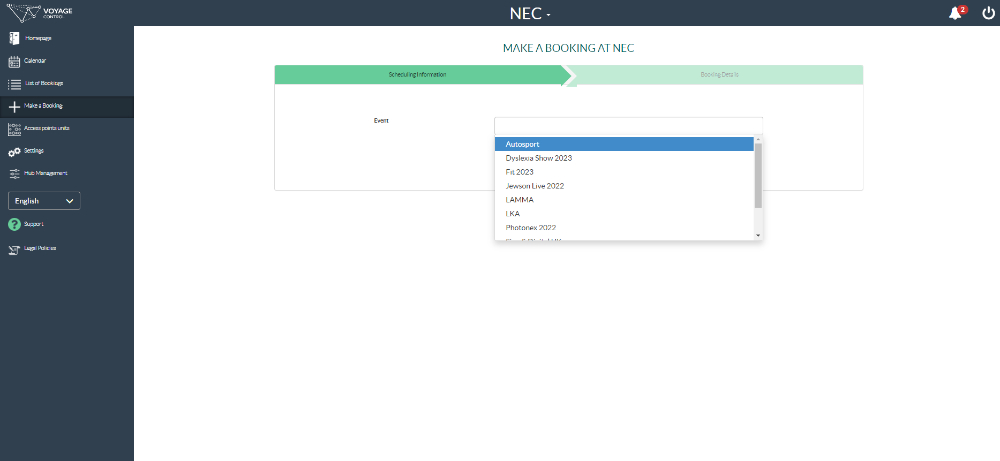 VOYAGE
CONTROL
NEC
2
Homepage
Calendar
List of Bookings
Make a Booking
Access points units
Settings
Hub Management
English
Support
Legal Policies
MAKE A BOOKING AT NEC
Scheduling Information
Booking Details
Event
Autosport
Dyslexia Show 2023
Fit 2023
Jewson Live 2022
LAMMA
LKA
Photonex 2022